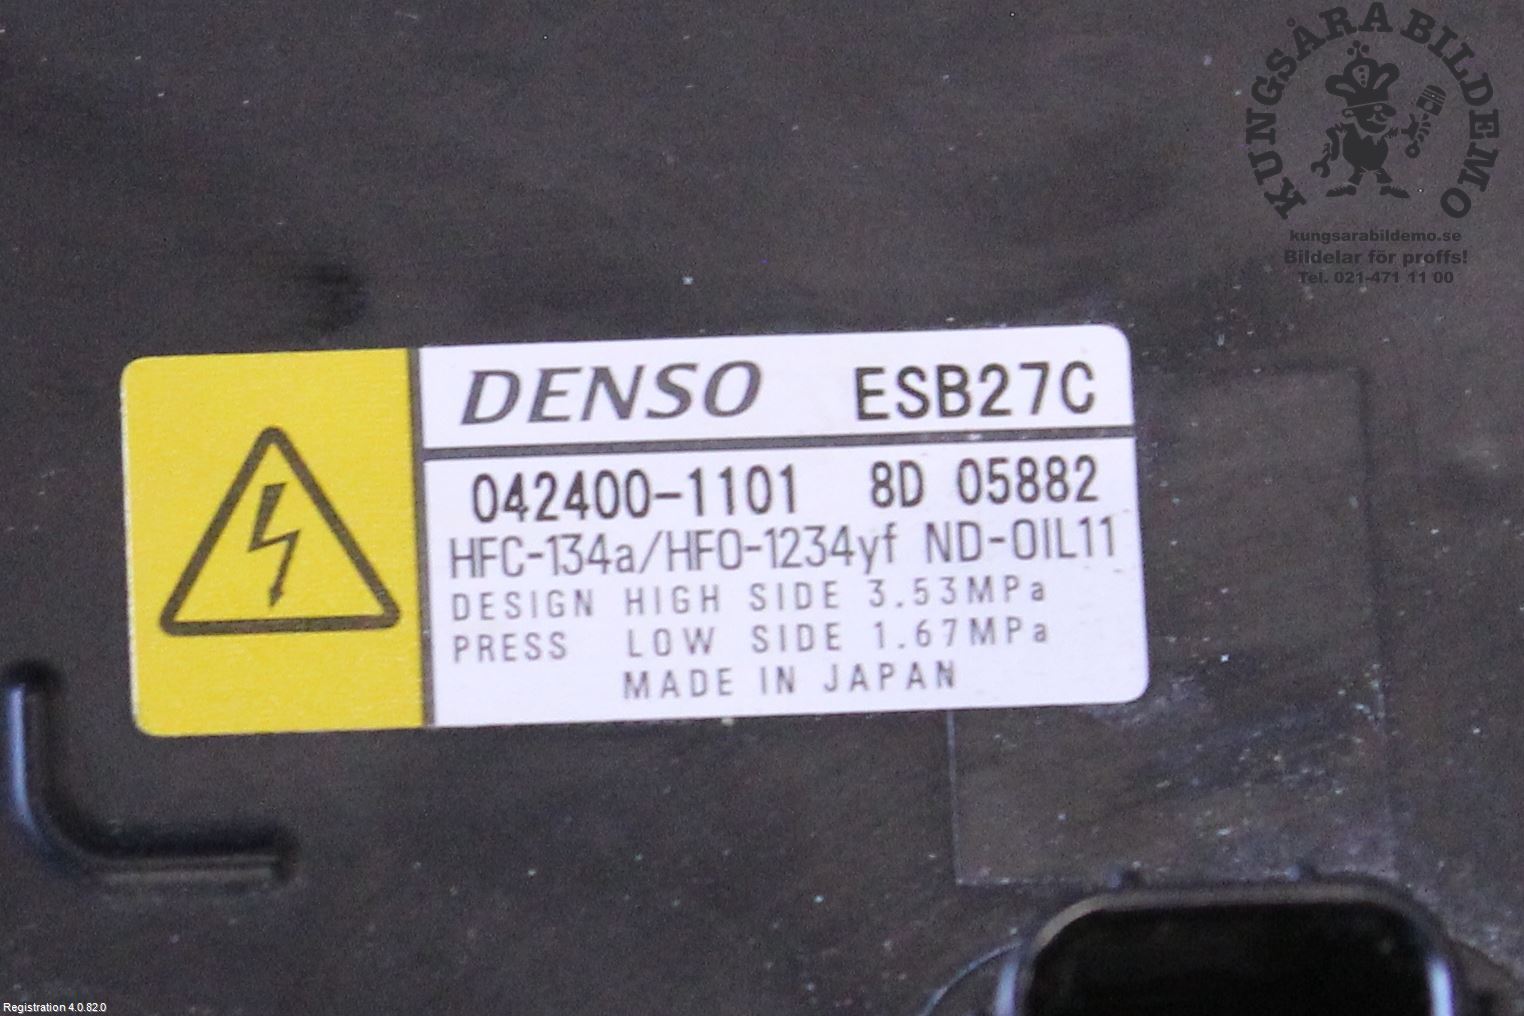 KUNGSÅRA BILDEMO
kungsarabildemo.se
Bildelar för proffs!
Tel. 021-471 11 00
DENSO ESB27C
042400-1101 8D 05882
HFC-134a/HFO-1234yf ND-OIL11
DESIGN HIGH SIDE 3.53MPa
PRESS LOW SIDE 1.67MPa
MADE IN JAPAN
Registration 4.0.82.0